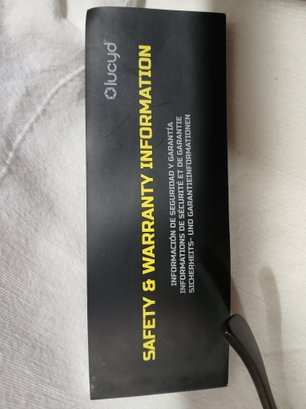 lucyd
SAFETY & WARRANTY INFORMATION
INFORMACIÓN DE SEGURIDAD Y GARANTÍA
INFORMATIONS DE SÉCURITÉ ET DE GARANTIE
SICHERHEITS- UND GARANTIEINFORMATIONEN